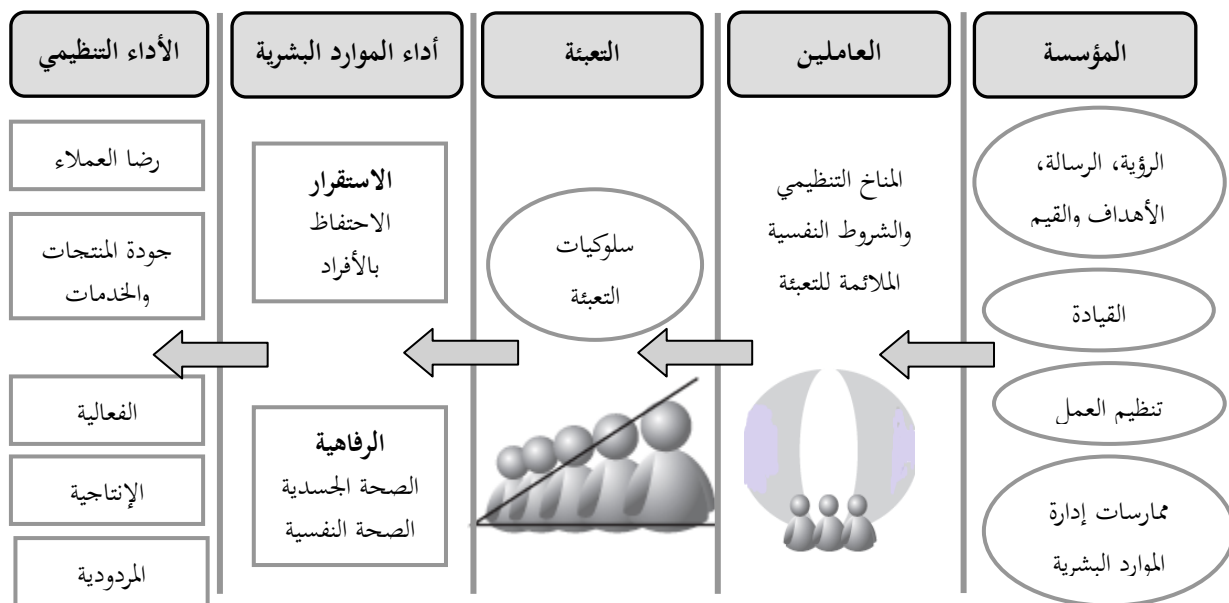 المؤسسة
العاملين
التعبئة
أداء الموارد البشرية
الأداء التنظيمي
الرؤية، الرسالة،
الأهداف والقيم
القيادة
تنظيم العمل
ممارسات إدارة
الموارد البشرية
المناخ التنظيمي
والشروط النفسية
الملائمة للتعبئة
سلوكيات
التعبئة
الاستقرار
الاحتفاظ
بالأفراد
الرفاهية
الصحة الجسدية
الصحة النفسية
رضا العملاء
جودة المنتجات
والخدمات
الفعالية
الإنتاجية
المردودية